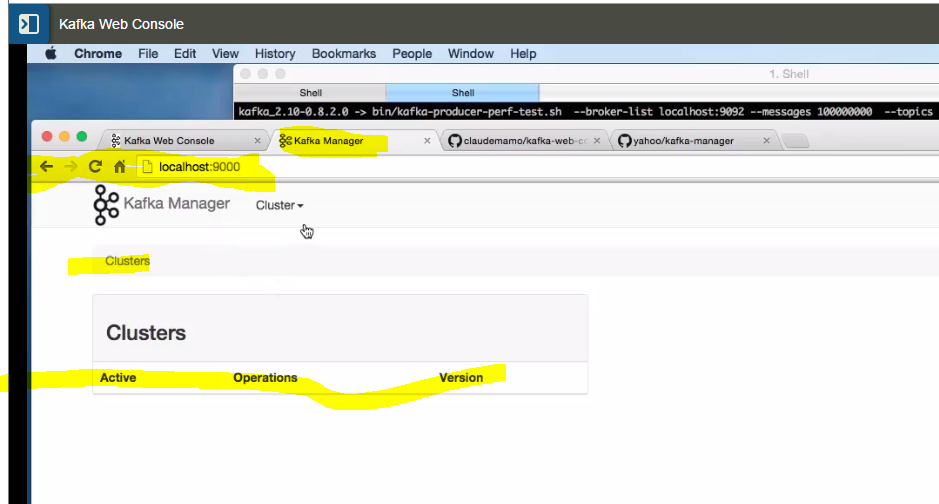 Kafka Web Console
Chrome File Edit View History Bookmarks People Window Help
1. Shell
Shell Shell
kafka_2.10-0.8.2.0 -> bin/kafka-producer-perf-test.sh --broker-list localhost:9092 --messages 100000000 --topics
Kafka Web Console × Kafka Manager × claudemamo/kafka-web-cc × yahoo/kafka-manager ×
localhost:9000
Kafka Manager Cluster
Clusters
Clusters
Active Operations Version